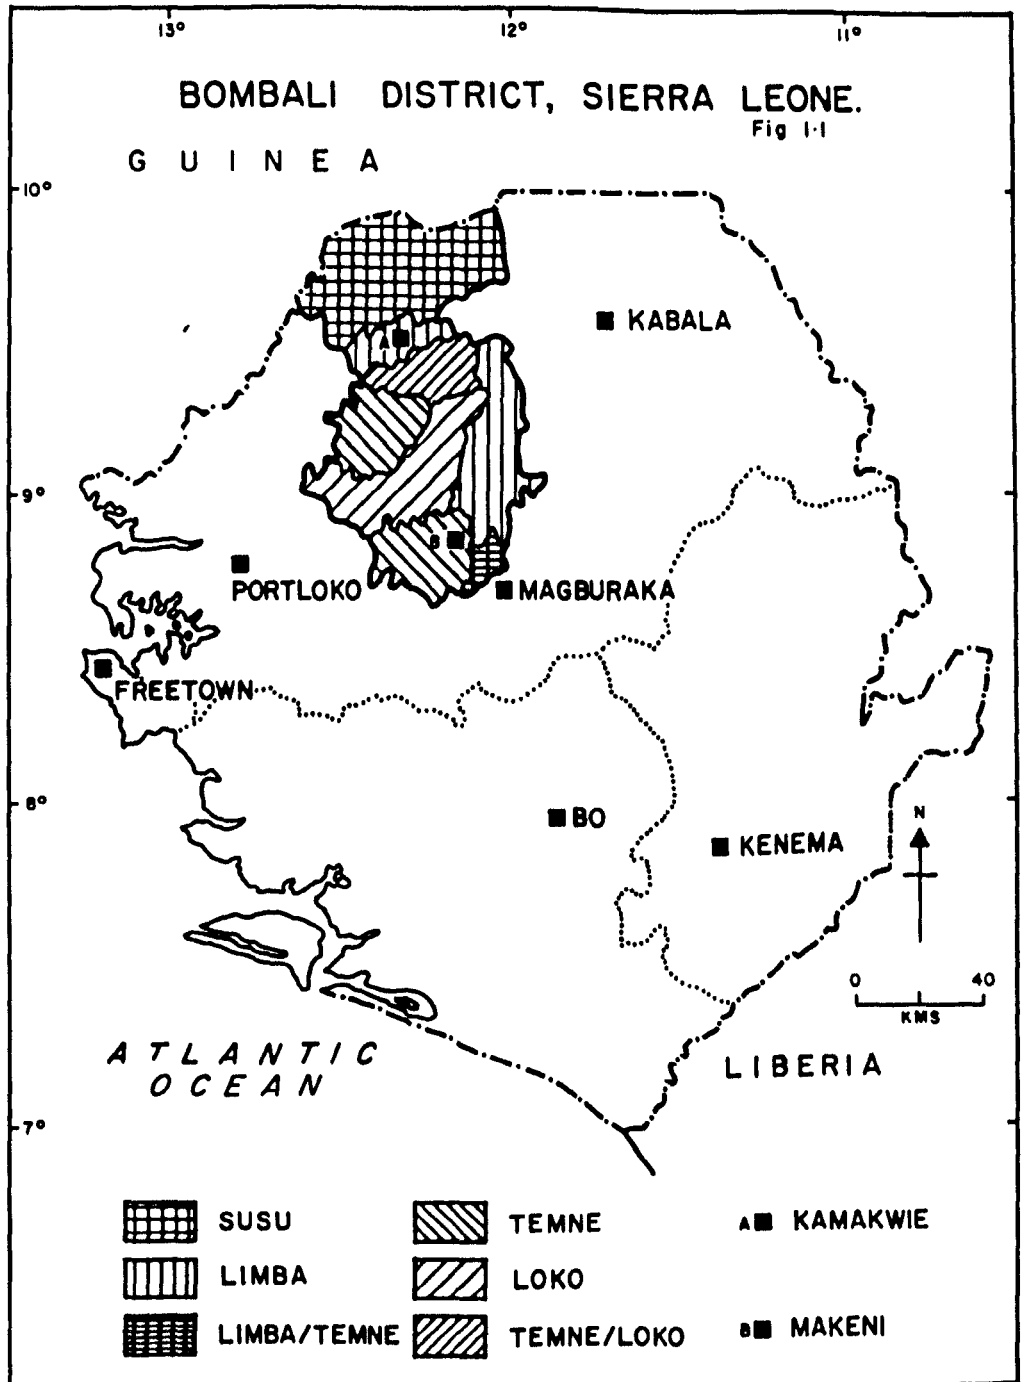 13° 12° 11°
BOMBALI DISTRICT, SIERRA LEONE.
Fig 1·1
GUINEA
10°
KABALA
A
9°
B
PORTLOKO
MAGBURAKA
FREETOWN
8°
BO
KENEMA
N
0 40
KMS
ATLANTIC
OCEAN
LIBERIA
7°
SUSU
TEMNE
A KAMAKWIE
LIMBA
LOKO
LIMBA/TEMNE
TEMNE/LOKO
B MAKENI